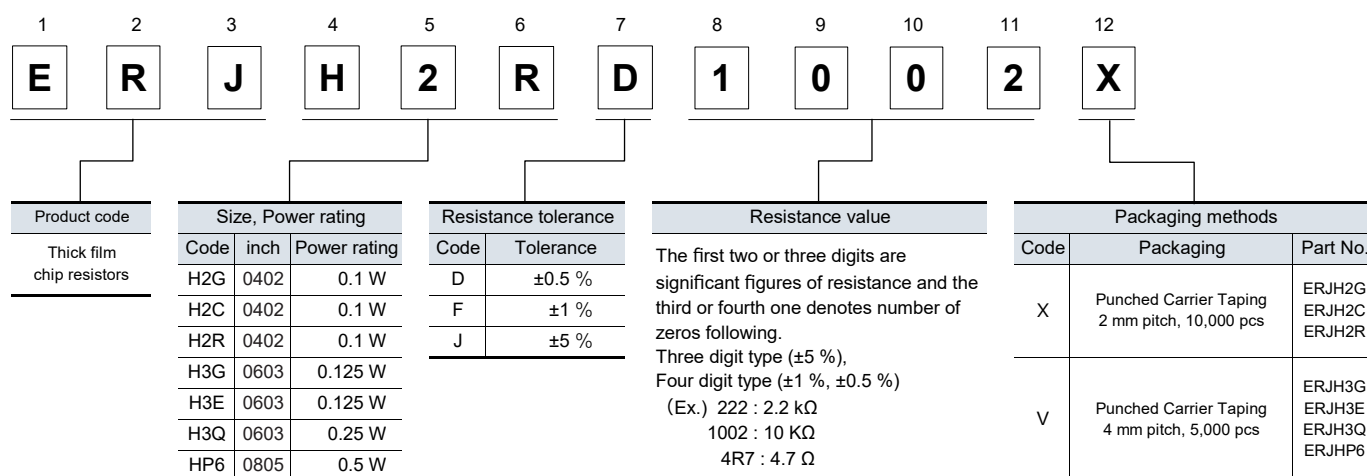 1 2 3 4 5 6 7 8 9 10 11 12
E R J H 2 R D 1 0 0 2 X
Product code
Thick film
chip resistors
Size, Power rating
Code inch Power rating
H2G 0402 0.1 W
H2C 0402 0.1 W
H2R 0402 0.1 W
H3G 0603 0.125 W
H3E 0603 0.125 W
H3Q 0603 0.25 W
HP6 0805 0.5 W
Resistance tolerance
Code Tolerance
D ±0.5 %
F ±1 %
J ±5 %
Resistance value
The first two or three digits are
significant figures of resistance and the
third or fourth one denotes number of
zeros following.
Three digit type (±5 %),
Four digit type (±1 %, ±0.5 %)
(Ex.) 222 : 2.2 kΩ
1002 : 10 KΩ
4R7 : 4.7 Ω
Packaging methods
Code Packaging Part No.
X
Punched Carrier Taping
2 mm pitch, 10,000 pcs
ERJH2G
ERJH2C
ERJH2R
V
Punched Carrier Taping
4 mm pitch, 5,000 pcs
ERJH3G
ERJH3E
ERJH3Q
ERJHP6